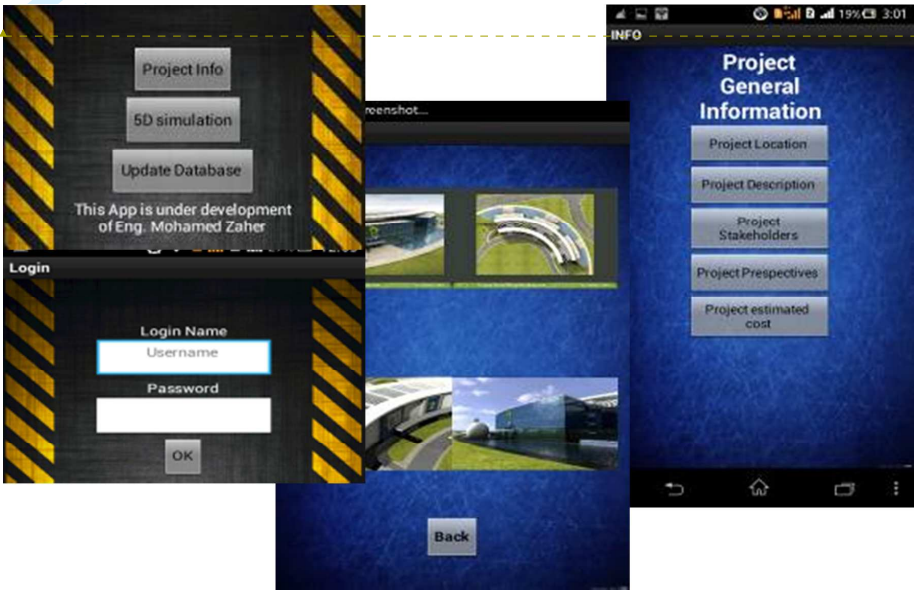 Project Info
5D simulation
Update Database
This App is under development
of Eng. Mohamed Zaher
Login
Login Name
Username
Password
OK
reenshot...
Back
19% 3:01
INFO
Project
General
Information
Project Location
Project Description
Project
Stakeholders
Project Prespectives
Project estimated
cost